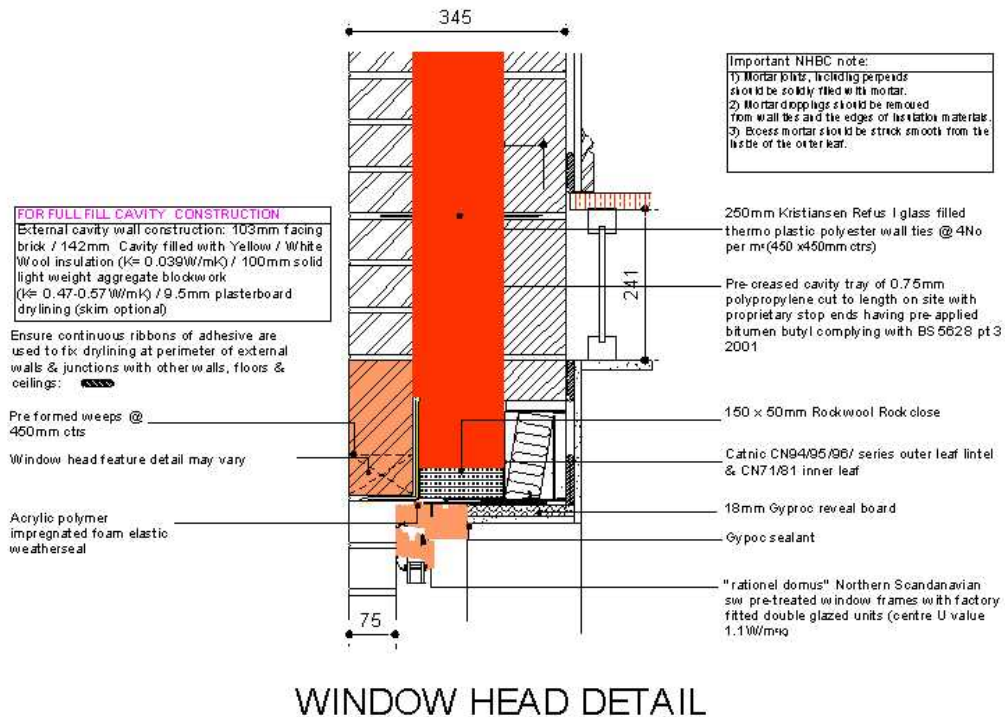 345
Important NHBC note:
1) Mortar joints, including perpends
should be solidly filled with mortar.
2) Mortar droppings should be removed
from wall ties and the edges of insulation materials.
3) Excess mortar should be struck smooth from the
inside of the outer leaf.
FOR FULL FILL CAVITY CONSTRUCTION
External cavity wall construction: 103mm facing
brick / 142mm Cavity filled with Yellow / White
Wool insulation (K= 0.039W/mK) / 100mm solid
light weight aggregate blockwork
(K= 0.47-0.57W/mK) / 9.5mm plasterboard
drylining (skim optional)
Ensure continuous ribbons of adhesive are
used to fix drylining at perimeter of external
walls & junctions with other walls, floors &
ceilings:
Pre formed weeps @
450mm ctrs
Window head feature detail may vary
Acrylic polymer
impregnated foam elastic
weatherseal
241
250mm Kristiansen Refus I glass filled
thermo plastic polyester wall ties @ 4No
per (450 x450mm ctrs)
Pre-creased cavity tray of 0.75mm
polypropylene cut to length on site with
proprietary stop ends having pre-applied
bitumen butyl complying with BS 5628 pt 3
2001
150 x 50mm Rockwool Rockclose
Catnic CN94/95/96/ series outer leaf lintel
& CN71/81 inner leaf
18mm Gyproc reveal board
Gypoc sealant
"rationel domus" Northern Scandanavian
sw pre-treated window frames with factory
fitted double glazed units (centre U value
75
WINDOW HEAD DETAIL